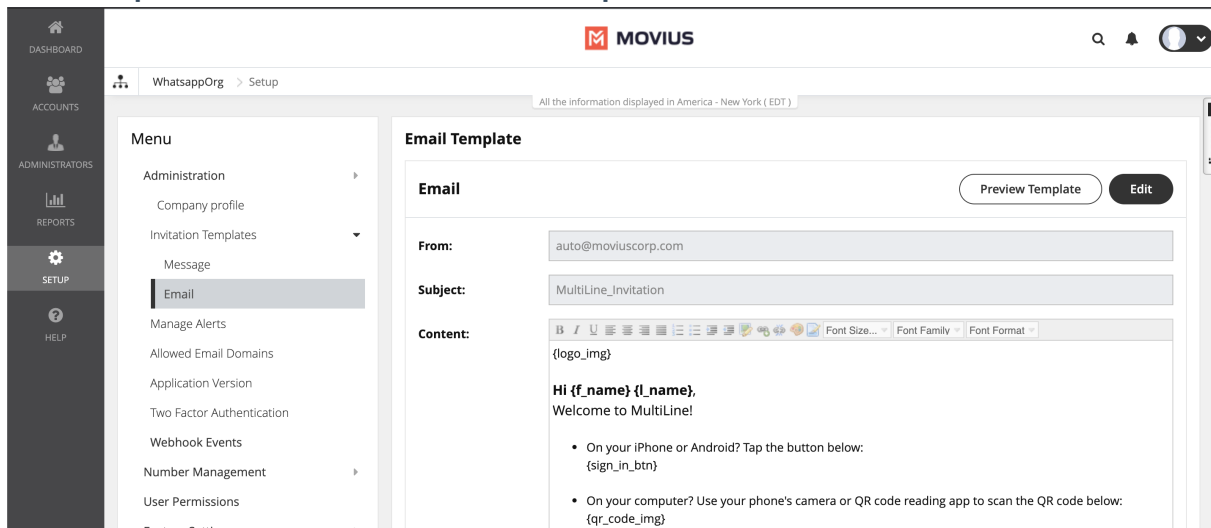 MOVIUS
DASHBOARD
ACCOUNTS
ADMINISTRATORS
REPORTS
SETUP
HELP
WhatsappOrg > Setup
All the information displayed in America - New York ( EDT )
Menu
Administration
Company profile
Invitation Templates
Message
Email
Manage Alerts
Allowed Email Domains
Application Version
Two Factor Authentication
Webhook Events
Number Management
User Permissions
Email Template
Email
Preview Template
Edit
From:
auto@moviuscorp.com
Subject:
MultiLine_Invitation
Content:
B I U Font Size... Font Family Font Format
{logo_img}
Hi {f_name} {l_name},
Welcome to MultiLine!
• On your iPhone or Android? Tap the button below:
{sign_in_btn}
• On your computer? Use your phone's camera or QR code reading app to scan the QR code below:
{qr_code_img}